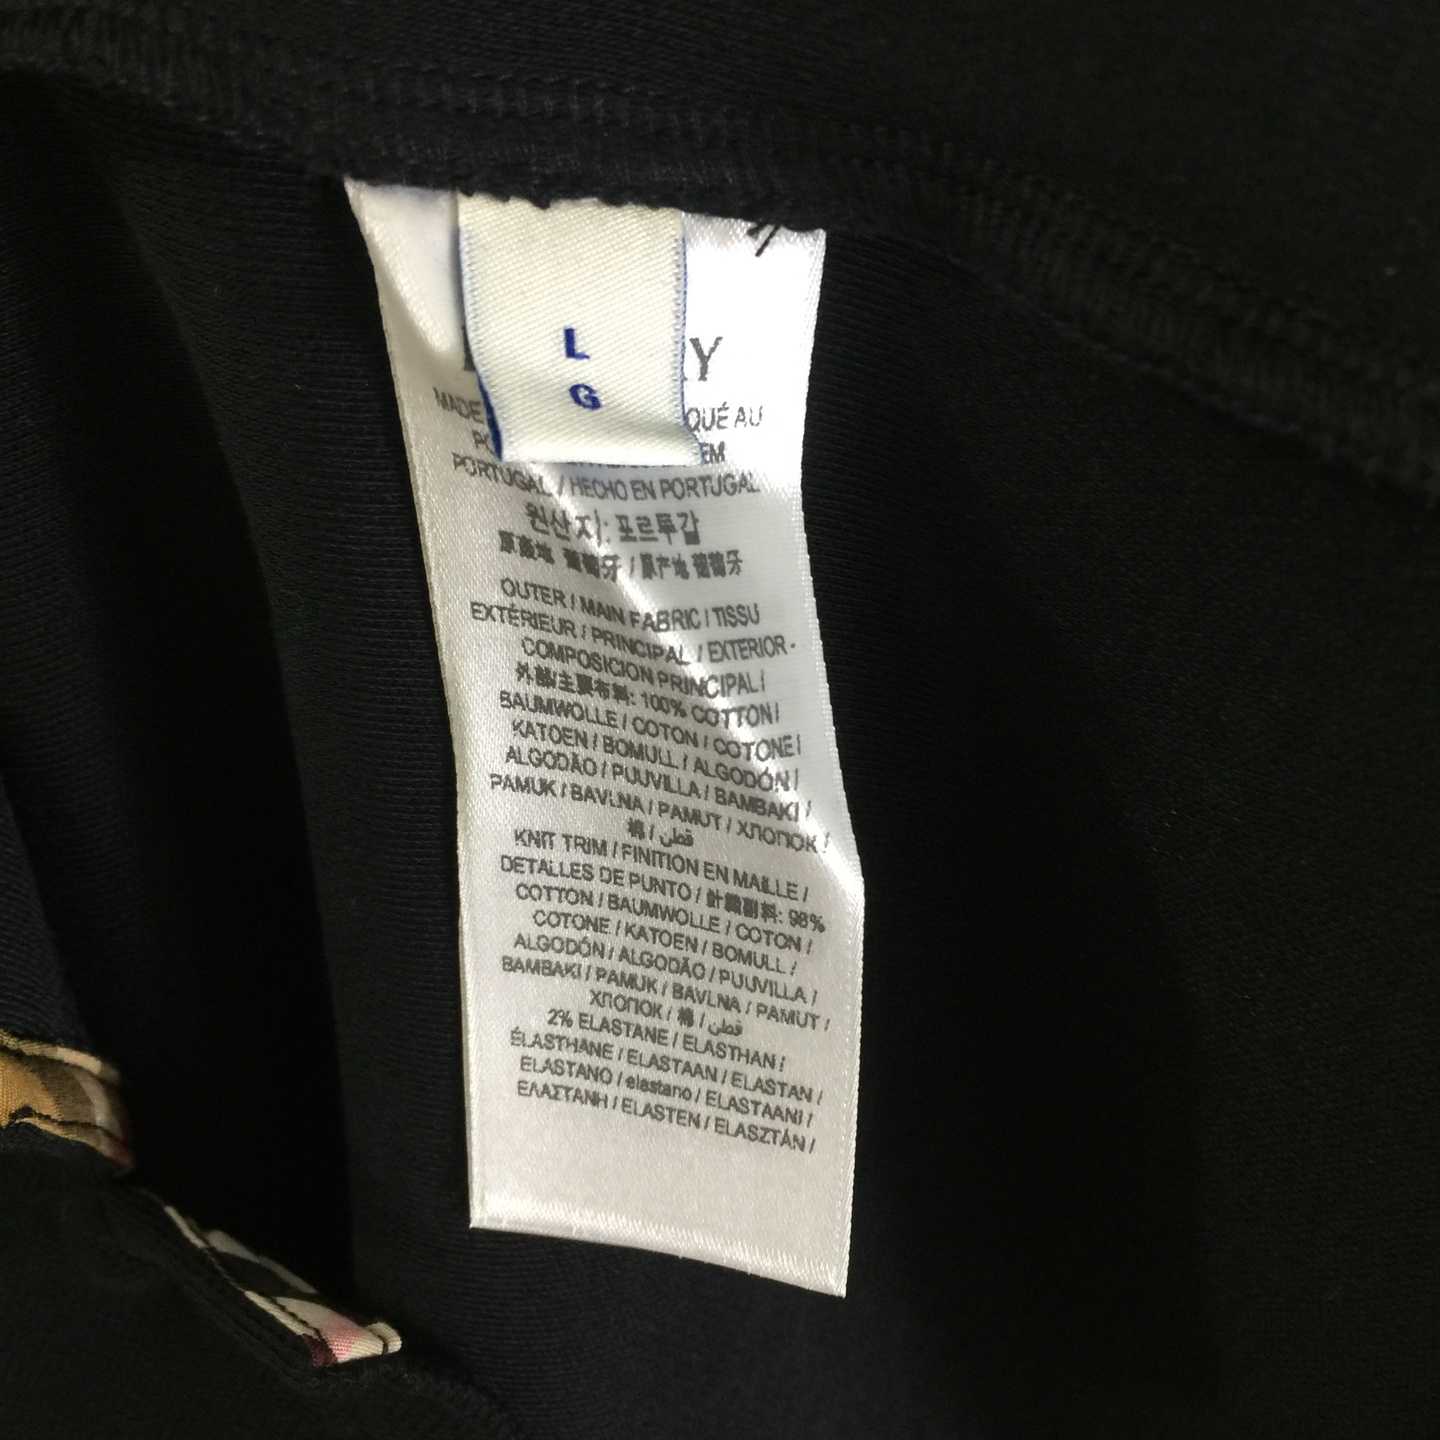 L
G
Y
MADE QUÉ AU
EM
PORTUGAL / HECHO EN PORTUGAL
원산지: 포르투갈
原產地 葡萄牙 / 原产地 葡萄牙
OUTER / MAIN FABRIC / TISSU
EXTÉRIEUR / PRINCIPAL / EXTERIOR -
COMPOSICION PRINCIPAL /
外部/主要布料: 100% COTTON /
BAUMWOLLE / COTON / COTONE /
KATOEN / BOMULL / ALGODÓN /
ALGODÃO / PUUVILLA / BAMBAKI /
PAMUK / BAVLNA / PAMUT / ХЛОПОК /
棉 / قطن
KNIT TRIM / FINITION EN MAILLE /
DETALLES DE PUNTO / 針織副料: 98%
COTTON / BAUMWOLLE / COTON /
COTONE / KATOEN / BOMULL /
ALGODÓN / ALGODÃO / PUUVILLA /
BAMBAKI / PAMUK / BAVLNA / PAMUT /
ХЛОПОК / 棉 / قطن
2% ELASTANE / ELASTHAN /
ÉLASTHANE / ELASTAAN / ELASTAN /
ELASTANO / elastano / ELASTAANI /
ΕΛΑΣΤΑΝΗ / ELASTEN / ELASZTÁN /